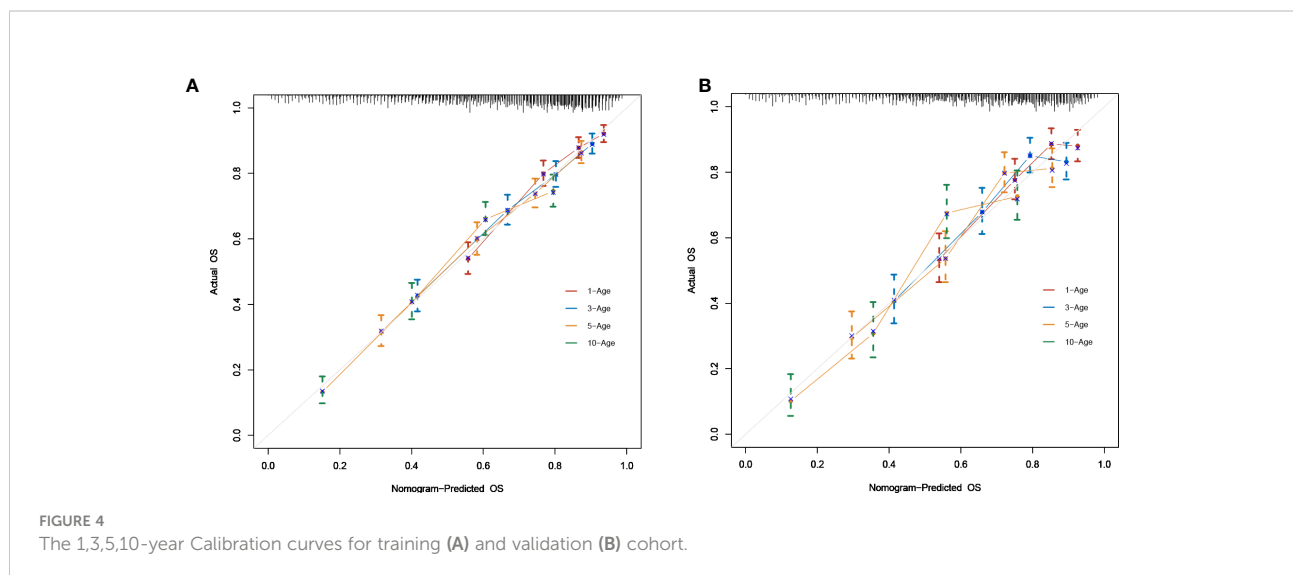 A
Actual OS
1.0
0.8
0.6
0.4
0.2
0.0
1-Age
3-Age
5-Age
10-Age
0.0 0.2 0.4 0.6 0.8 1.0
Nomogram-Predicted OS
B
Actual OS
1.0
0.8
0.6
0.4
0.2
0.0
1-Age
3-Age
5-Age
10-Age
0.0 0.2 0.4 0.6 0.8 1.0
Nomogram-Predicted OS
FIGURE 4
The 1,3,5,10-year Calibration curves for training (A) and validation (B) cohort.